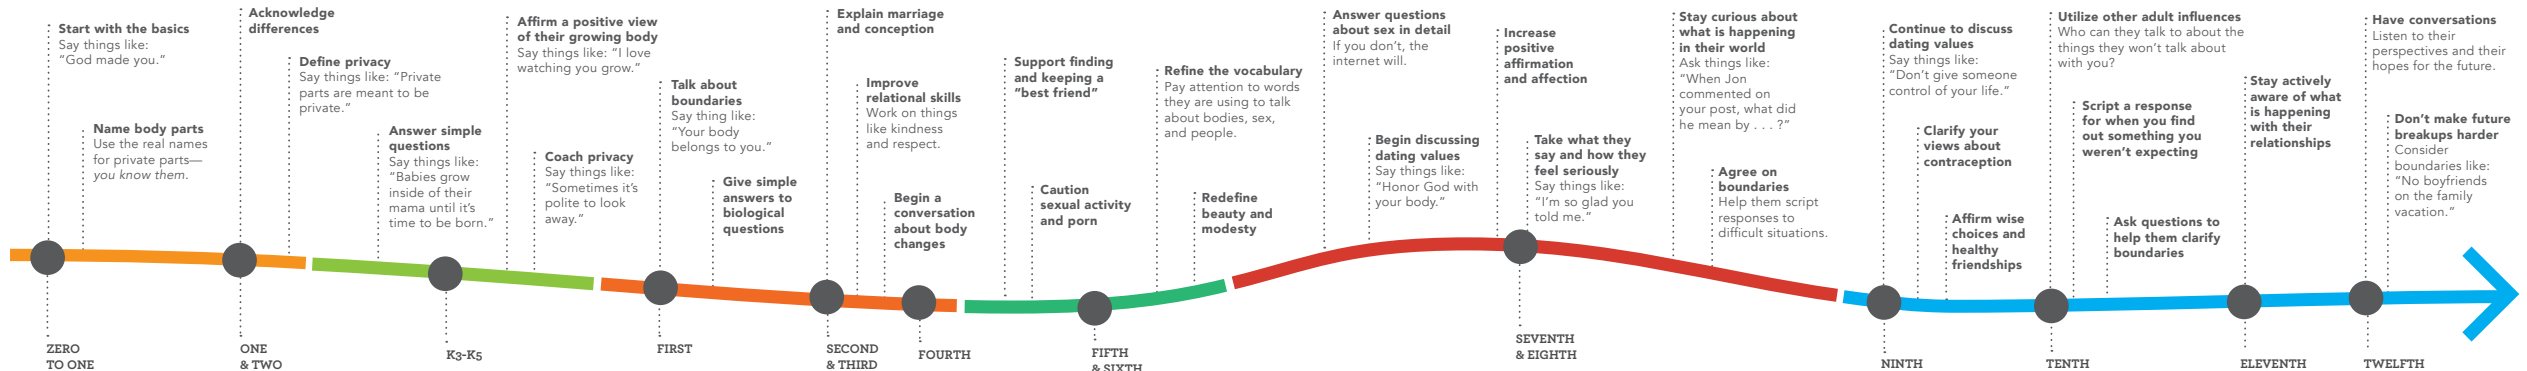 Start with the basics
Say things like:
“God made you.”
Name body parts
Use the real names
for private parts—
you know them.
Acknowledge
differences
Define privacy
Say things like: “Private
parts are meant to be
private.”
Answer simple
questions
Say things like:
“Babies grow
inside of their
mama until it’s
time to be born.”
Affirm a positive view
of their growing body
Say things like: “I love
watching you grow.”
Coach privacy
Say things like:
“Sometimes it’s
polite to look
away.”
Talk about
boundaries
Say thing like:
“Your body
belongs to you.”
Give simple
answers to
biological
questions
Explain marriage
and conception
Improve
relational skills
Work on things
like kindness
and respect.
Begin a
conversation
about body
changes
Support finding
and keeping a
“best friend”
Caution
sexual activity
and porn
Refine the vocabulary
Pay attention to words
they are using to talk
about bodies, sex,
and people.
Redefine
beauty and
modesty
Answer questions
about sex in detail
If you don’t, the
internet will.
Begin discussing
dating values
Say things like:
“Honor God with
your body.”
Increase
positive
affirmation
and affection
Take what they
say and how they
feel seriously
Say things like:
“I’m so glad you
told me.”
Stay curious about
what is happening
in their world
Ask things like:
“When Jon
commented on
your post, what did
he mean by . . . ?”
Agree on
boundaries
Help them script
responses to
difficult situations.
Continue to discuss
dating values
Say things like:
“Don’t give someone
control of your life.”
Clarify your
views about
contraception
Affirm wise
choices and
healthy
friendships
Utilize other adult influences
Who can they talk to about the
things they won’t talk about
with you?
Script a response
for when you find
out something you
weren’t expecting
Ask questions to
help them clarify
boundaries
Stay actively
aware of what
is happening
with their
relationships
Have conversations
Listen to their
perspectives and their
hopes for the future.
Don’t make future
breakups harder
Consider
boundaries like:
“No boyfriends
on the family
vacation.”
ZERO
TO ONE
ONE
& TWO
K3-K5
FIRST
SECOND
& THIRD
FOURTH
FIFTH
& SIXTH
SEVENTH
& EIGHTH
NINTH
TENTH
ELEVENTH
TWELFTH